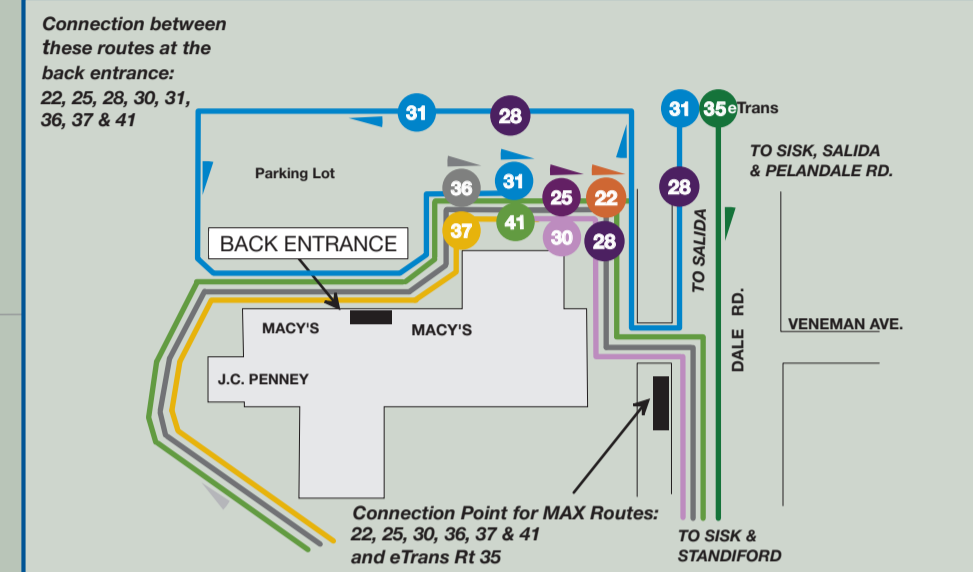 Connection between
these routes at the
back entrance:
22, 25, 28, 30, 31,
36, 37 & 41
31
28
31
35
eTrans
TO SISK, SALIDA
& PELANDALE RD.
Parking Lot
36
31
25
22
28
37
41
30
28
BACK ENTRANCE
TO SALIDA
DALE RD.
VENEMAN AVE.
MACY'S
MACY'S
J.C. PENNEY
Connection Point for MAX Routes:
22, 25, 30, 36, 37 & 41
and eTrans Rt 35
TO SISK &
STANDIFORD